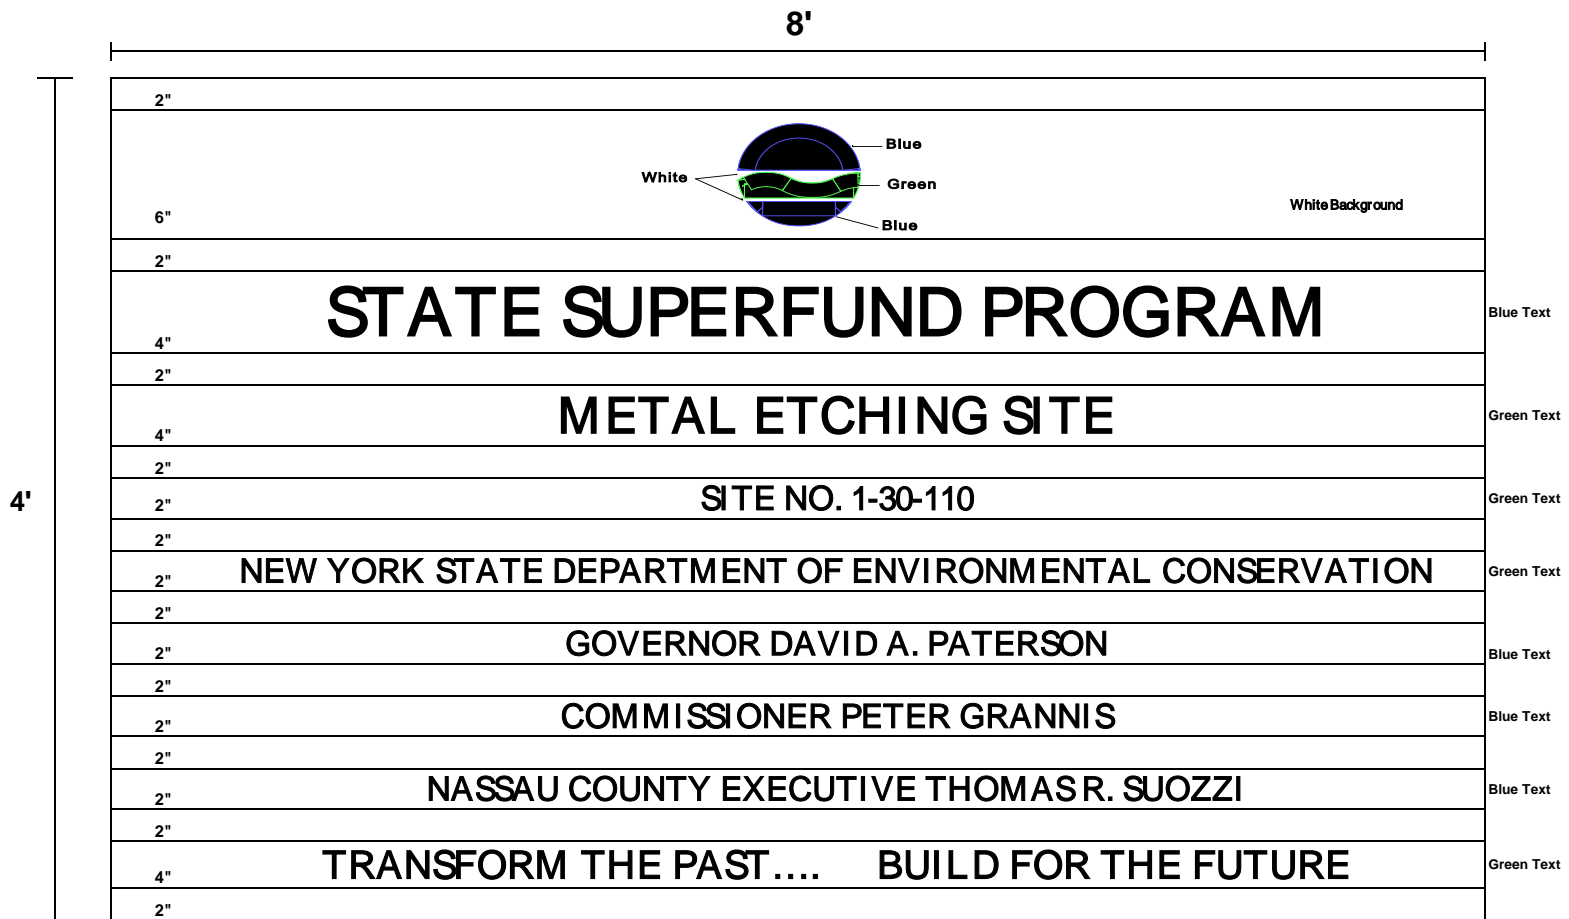 8'
2"
Blue
White
Green
White Background
6"
Blue
2"
STATE SUPERFUND PROGRAM
Blue Text
4"
2"
METAL ETCHING SITE
Green Text
4"
2"
4'
SITE NO. 1-30-110
Green Text
2"
2"
NEW YORK STATE DEPARTMENT OF ENVIRONMENTAL CONSERVATION
Green Text
2"
2"
GOVERNOR DAVID A. PATERSON
Blue Text
2"
2"
COMMISSIONER PETER GRANNIS
Blue Text
2"
2"
NASSAU COUNTY EXECUTIVE THOMAS R. SUOZZI
Blue Text
2"
2"
TRANSFORM THE PAST.... BUILD FOR THE FUTURE
Green Text
4"
2"